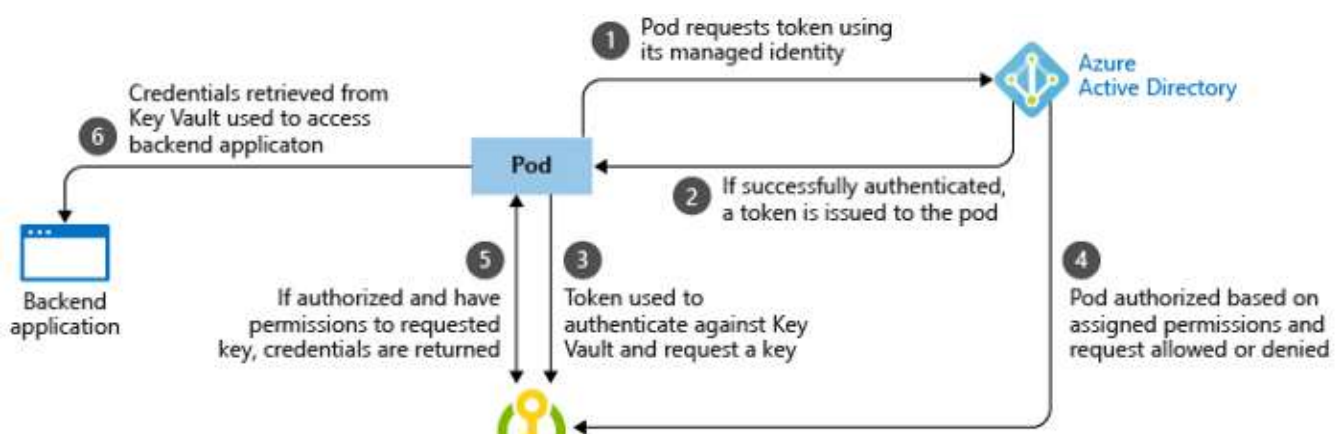 1
Pod requests token using
its managed identity
Azure
Active Directory
Credentials retrieved from
Key Vault used to access
backend applicaton
6
Pod
2
If successfully authenticated,
a token is issued to the pod
Backend
application
5
If authorized and have
permissions to requested
key, credentials are returned
3
Token used to
authenticate against Key
Vault and request a key
4
Pod authorized based on
assigned permissions and
request allowed or denied